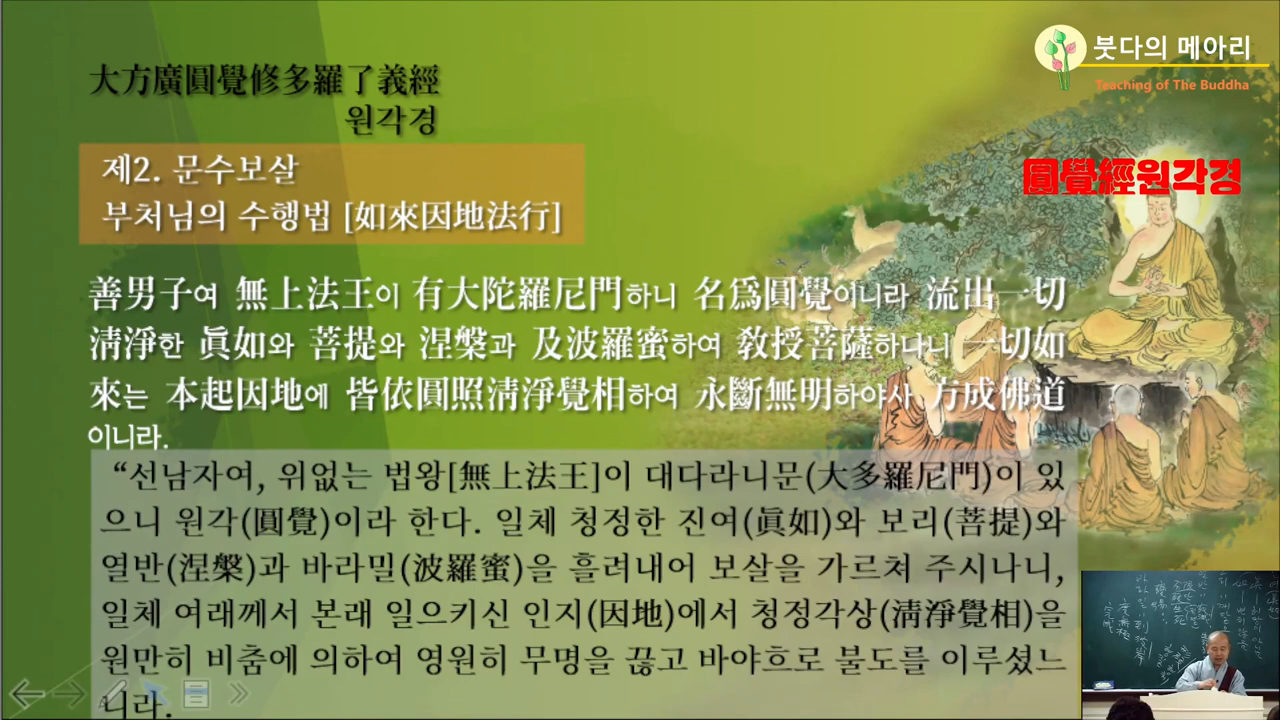 붓다의 메아리
Teaching of The Buddha
大方廣圓覺修多羅了義經
원각경
圓覺經원각경
제2. 문수보살
부처님의 수행법 [如來因地法行]
善男子여 無上法王이 有大陀羅尼門하니 名爲圓覺이니라 流出一切
淸淨한 眞如와 菩提와 涅槃과 及波羅蜜하여 敎授菩薩하나니 一切如
來는 本起因地에 皆依圓照淸淨覺相하여 永斷無明하야사 方成佛道
이니라.
“선남자여, 위없는 법왕[無上法王]이 대다라니문(大多羅尼門)이 있
으니 원각(圓覺)이라 한다. 일체 청정한 진여(眞如)와 보리(菩提)와
열반(涅槃)과 바라밀(波羅蜜)을 흘려내어 보살을 가르쳐 주시나니,
일체 여래께서 본래 일으키신 인지(因地)에서 청정각상(淸淨覺相)을
원만히 비춤에 의하여 영원히 무명을 끊고 바야흐로 불도를 이루셨느
니라.